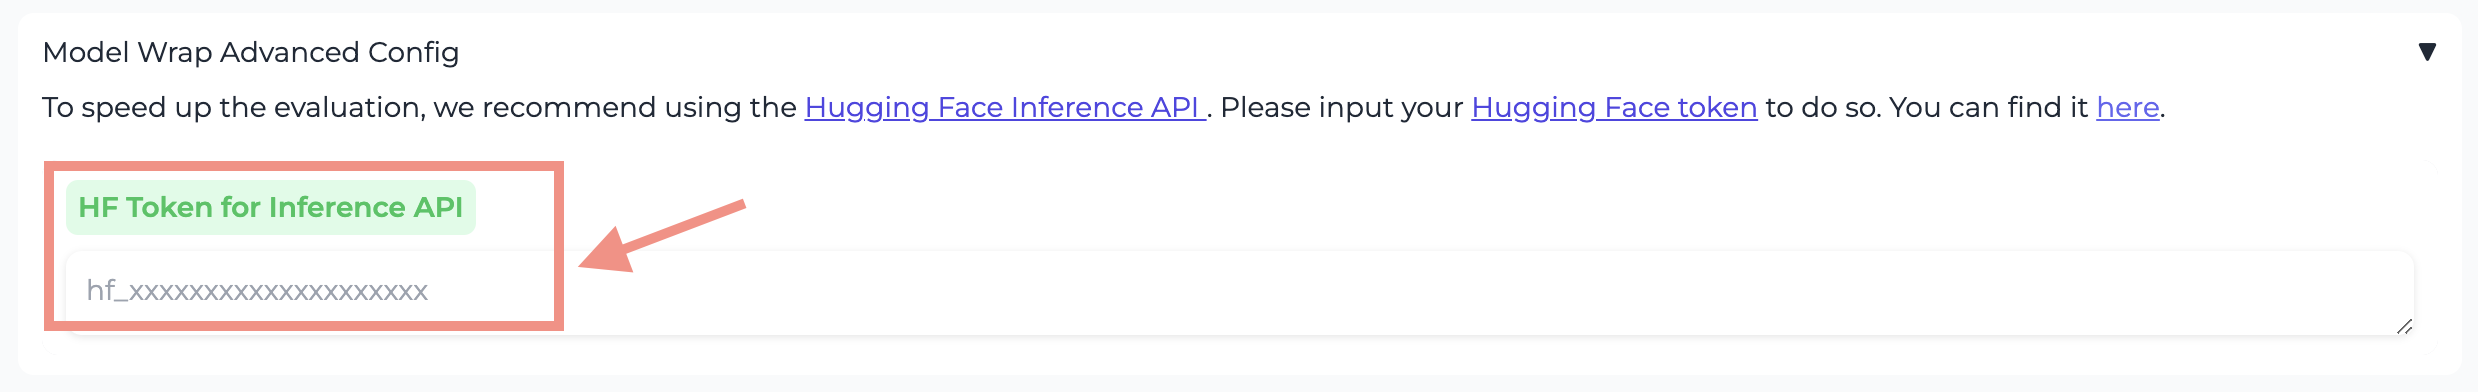 Model Wrap Advanced Config
To speed up the evaluation, we recommend using the Hugging Face Inference API . Please input your Hugging Face token to do so. You can find it here.
HF Token for Inference API
hf_xxxxxxxxxxxxxxxxxxxx